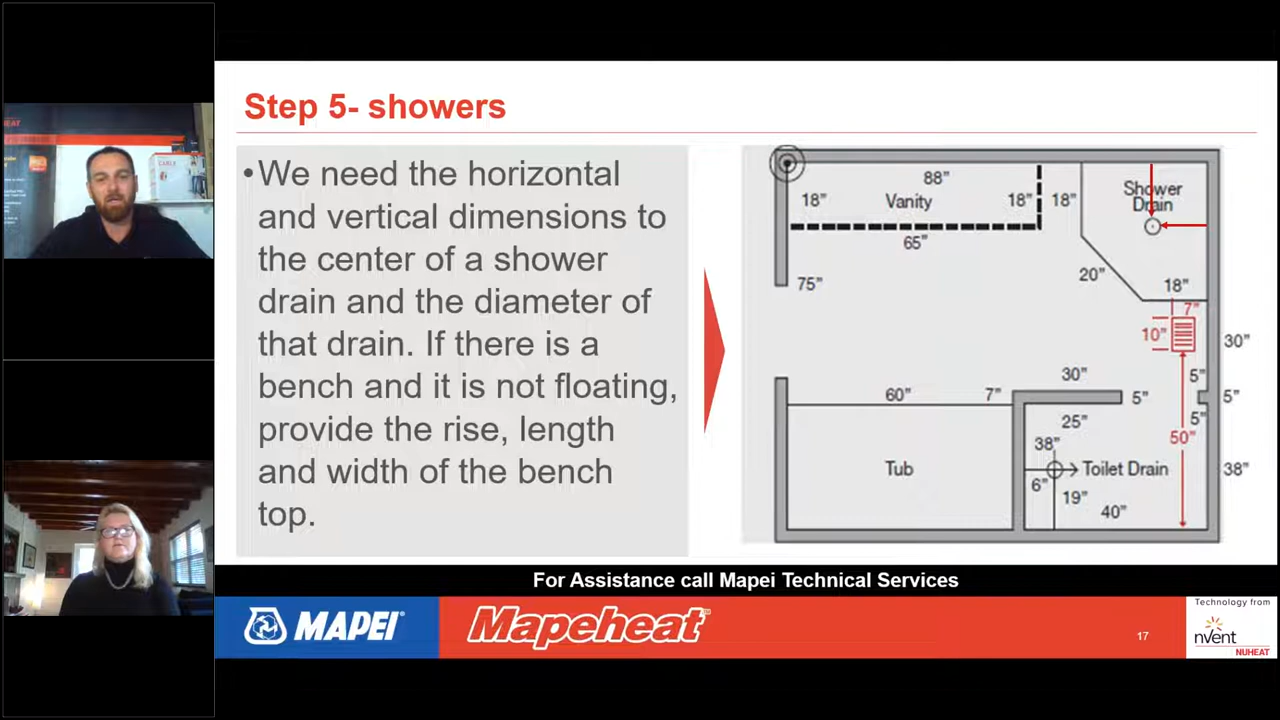 Step 5- showers
•We need the horizontal
and vertical dimensions to
the center of a shower
drain and the diameter of
that drain. If there is a
bench and it is not floating,
provide the rise, length
and width of the bench
top.
88"
18" Vanity 18" 18"
65"
Shower
Drain
75"
20"
18"
7"
10"
30"
5"
30"
60" 7" 5" 5"
5"
25"
38"
50"
Tub
Toilet Drain
38"
6"
19"
40"
For Assistance call Mapei Technical Services
MAPEI®
Mapeheat™
17
Technology from
nVent
NUHEAT